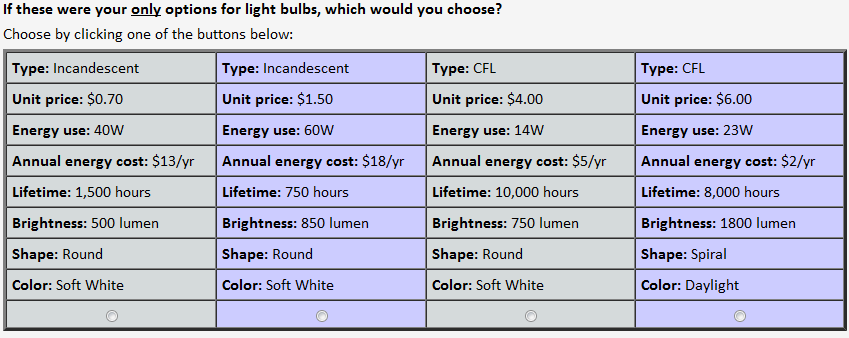 If these were your only options for light bulbs, which would you choose?
Choose by clicking one of the buttons below:
Type: Incandescent Type: Incandescent Type: CFL Type: CFL
Unit price: $0.70 Unit price: $1.50 Unit price: $4.00 Unit price: $6.00
Energy use: 40W Energy use: 60W Energy use: 14W Energy use: 23W
Annual energy cost: $13/yr Annual energy cost: $18/yr Annual energy cost: $5/yr Annual energy cost: $2/yr
Lifetime: 1,500 hours Lifetime: 750 hours Lifetime: 10,000 hours Lifetime: 8,000 hours
Brightness: 500 lumen Brightness: 850 lumen Brightness: 750 lumen Brightness: 1800 lumen
Shape: Round Shape: Round Shape: Round Shape: Spiral
Color: Soft White Color: Soft White Color: Soft White Color: Daylight